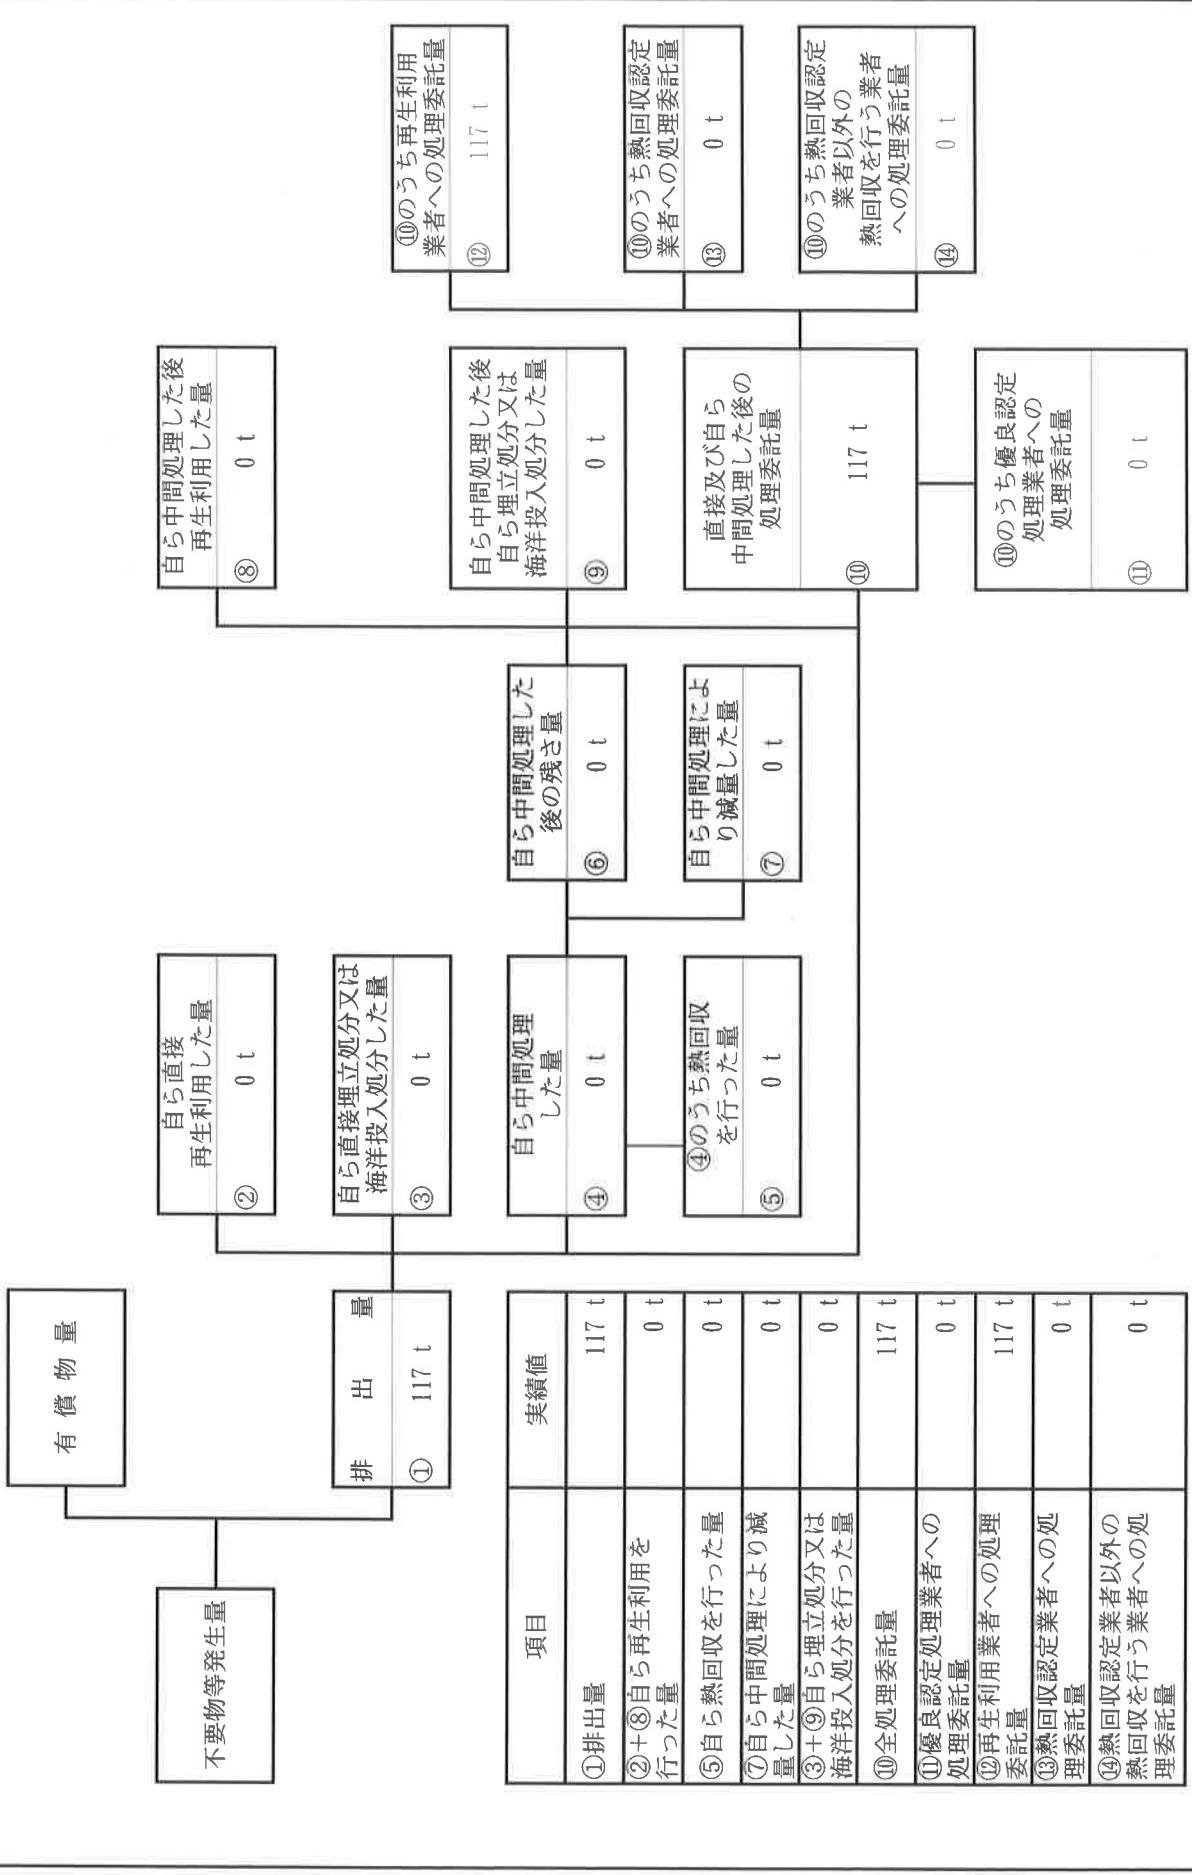 有償物量
不要物等発生量
排出量
① 117 t
自ら直接
再生利用した量
② 0 t
自ら直接埋立処分又は
海洋投入処分した量
③ 0 t
自ら中間処理
した量
④ 0 t
④のうち熱回収
を行った量
⑤ 0 t
自ら中間処理した
後の残さ量
⑥ 0 t
自ら中間処理によ
り減量した量
⑦ 0 t
自ら中間処理した後
再生利用した量
⑧ 0 t
自ら中間処理した後
自ら埋立処分又は
海洋投入処分した量
⑨ 0 t
直接及び自ら
中間処理した後の
処理委託量
⑩ 117 t
⑩のうち優良認定
処理業者への
処理委託量
⑪ 0 t
⑩のうち再生利用
業者への処理委託量
⑫ 117 t
⑩のうち熱回収認定
業者への処理委託量
⑬ 0 t
⑩のうち熱回収認定
業者以外の
熱回収を行う業者
への処理委託量
⑭ 0 t
項目 実績値
①排出量 117 t
②+⑧自ら再生利用を
行った量 0 t
⑤自ら熱回収を行った量 0 t
⑦自ら中間処理により減
量した量 0 t
③+⑨自ら埋立処分又は
海洋投入処分を行った量 0 t
⑩全処理委託量 117 t
⑪優良認定処理業者への
処理委託量 0 t
⑫再生利用業者への処理
委託量 117 t
⑬熱回収認定業者への処
理委託量 0 t
⑭熱回収認定業者以外の
熱回収を行う業者への処
理委託量 0 t